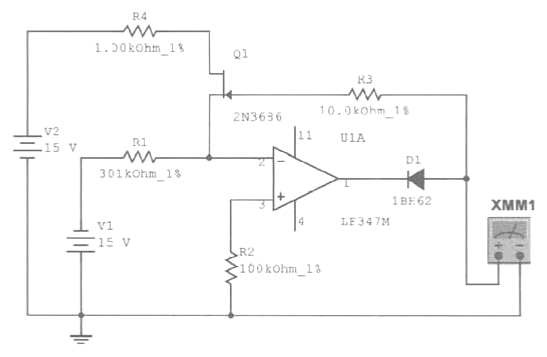 R4
1.00kOhm_1%
Q1
R3
10.0kOhm_1%
2N3686
11
U1A
V2
15 V
R1
301kOhm_1%
2
1
D1
1BH62
3
4
LF347M
XMM1
V1
15 V
R2
100kOhm_1%